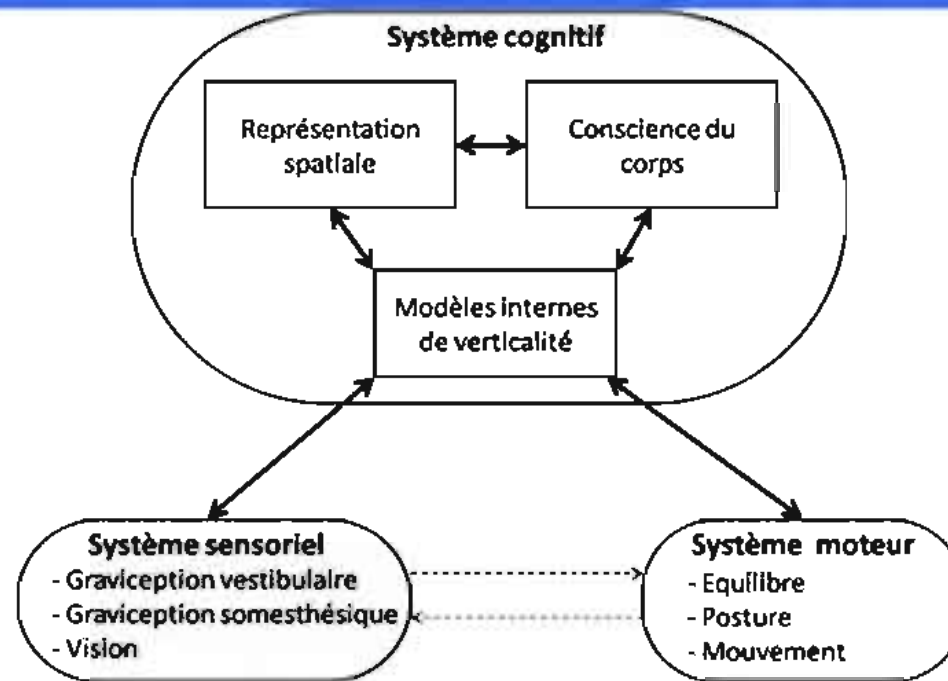 Système cognitif
Représentation
spatiale
Conscience du
corps
Modèles internes
de verticalité
Système sensoriel
- Graviception vestibulaire
- Graviception somesthésique
- Vision
Système moteur
- Equilibre
- Posture
- Mouvement